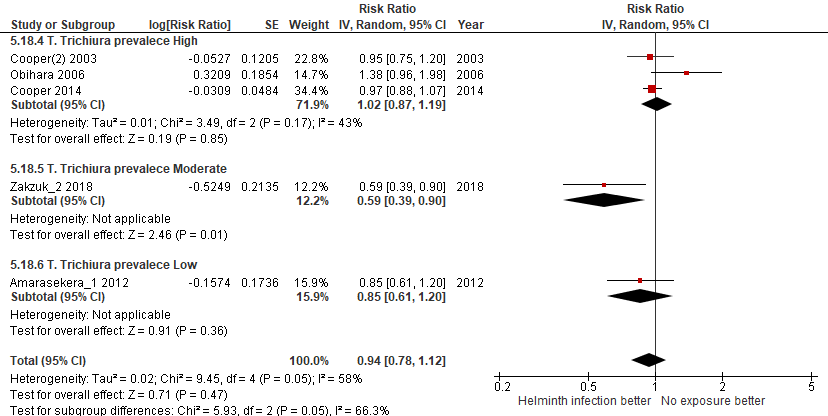 Risk Ratio Risk Ratio
Study or Subgroup log[Risk Ratio] SE Weight IV, Random, 95% CI Year IV, Random, 95% CI
5.18.4 T. Trichiura prevalece High
Cooper(2) 2003 -0.0527 0.1205 22.8% 0.95 [0.75, 1.20] 2003
Obihara 2006 0.3209 0.1854 14.7% 1.38 [0.96, 1.98] 2006
Cooper 2014 -0.0309 0.0484 34.4% 0.97 [0.88, 1.07] 2014
Subtotal (95% CI) 71.9% 1.02 [0.87, 1.19]
Heterogeneity: Tau² = 0.01; Chi² = 3.49, df = 2 (P = 0.17); I² = 43%
Test for overall effect: Z = 0.19 (P = 0.85)
5.18.5 T. Trichiura prevalece Moderate
Zakzuk_2 2018 -0.5249 0.2135 12.2% 0.59 [0.39, 0.90] 2018
Subtotal (95% CI) 12.2% 0.59 [0.39, 0.90]
Heterogeneity: Not applicable
Test for overall effect: Z = 2.46 (P = 0.01)
5.18.6 T. Trichiura prevalece Low
Amarasekera_1 2012 -0.1574 0.1736 15.9% 0.85 [0.61, 1.20] 2012
Subtotal (95% CI) 15.9% 0.85 [0.61, 1.20]
Heterogeneity: Not applicable
Test for overall effect: Z = 0.91 (P = 0.36)
Total (95% CI) 100.0% 0.94 [0.78, 1.12]
Heterogeneity: Tau² = 0.02; Chi² = 9.45, df = 4 (P = 0.05); I² = 58%
Test for overall effect: Z = 0.71 (P = 0.47)
Test for subgroup differences: Chi² = 5.93, df = 2 (P = 0.05), I² = 66.3%
0.2 0.5 1 2 5
Helminth infection better No exposure better